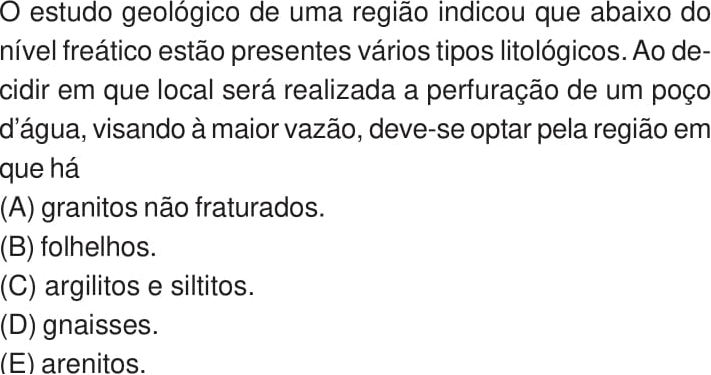 O estudo geológico de uma região indicou que abaixo do
nível freático estão presentes vários tipos litológicos. Ao de-
cidir em que local será realizada a perfuração de um poço
d’água, visando à maior vazão, deve-se optar pela região em
que há
(A) granitos não fraturados.
(B) folhelhos.
(C) argilitos e siltitos.
(D) gnaisses.
(E) arenitos.